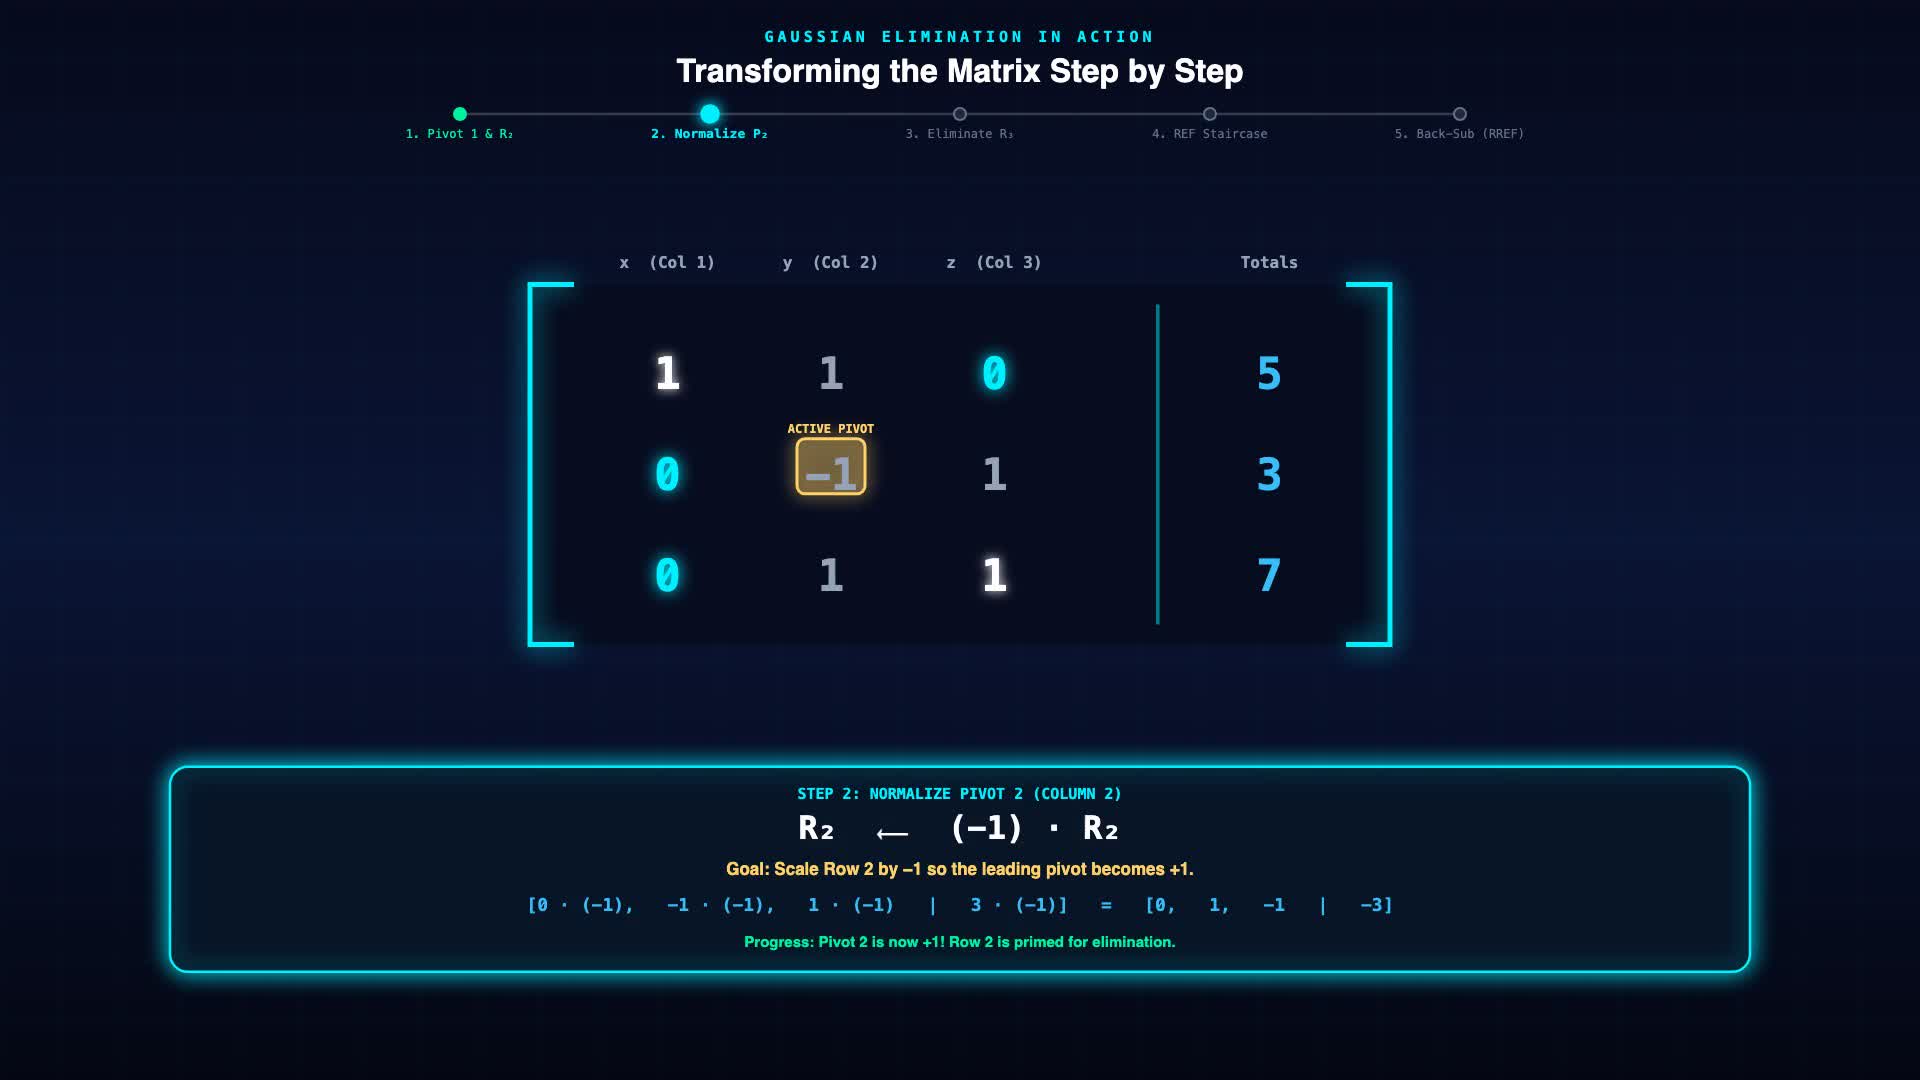 GAUSSIAN ELIMINATION IN ACTION
Transforming the Matrix Step by Step
1. Pivot 1 & R₂ 2. Normalize P₂ 3. Eliminate R₃ 4. REF Staircase 5. Back−Sub (RREF)
x (Col 1) y (Col 2) z (Col 3) Totals
1 1 0 5
ACTIVE PIVOT
0 −1 1 3
0 1 1 7
STEP 2: NORMALIZE PIVOT 2 (COLUMN 2)
R₂ ⟵ (−1) · R₂
Goal: Scale Row 2 by −1 so the leading pivot becomes +1.
[0 · (−1), −1 · (−1), 1 · (−1) | 3 · (−1)] = [0, 1, −1 | −3]
Progress: Pivot 2 is now +1! Row 2 is primed for elimination.